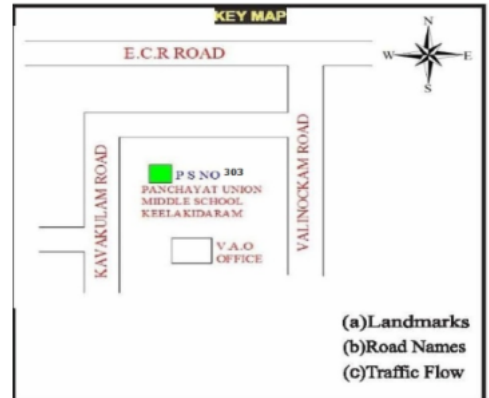 KEY MAP
N
W
E
S
E.C.R ROAD
KAVAKULAM ROAD
VALINOCKAM ROAD
P S NO 303
PANCHAYAT UNION
MIDDLE SCHOOL
KEELAKIDARAM
V.A.O
OFFICE
(a)Landmarks
(b)Road Names
(c)Traffic Flow